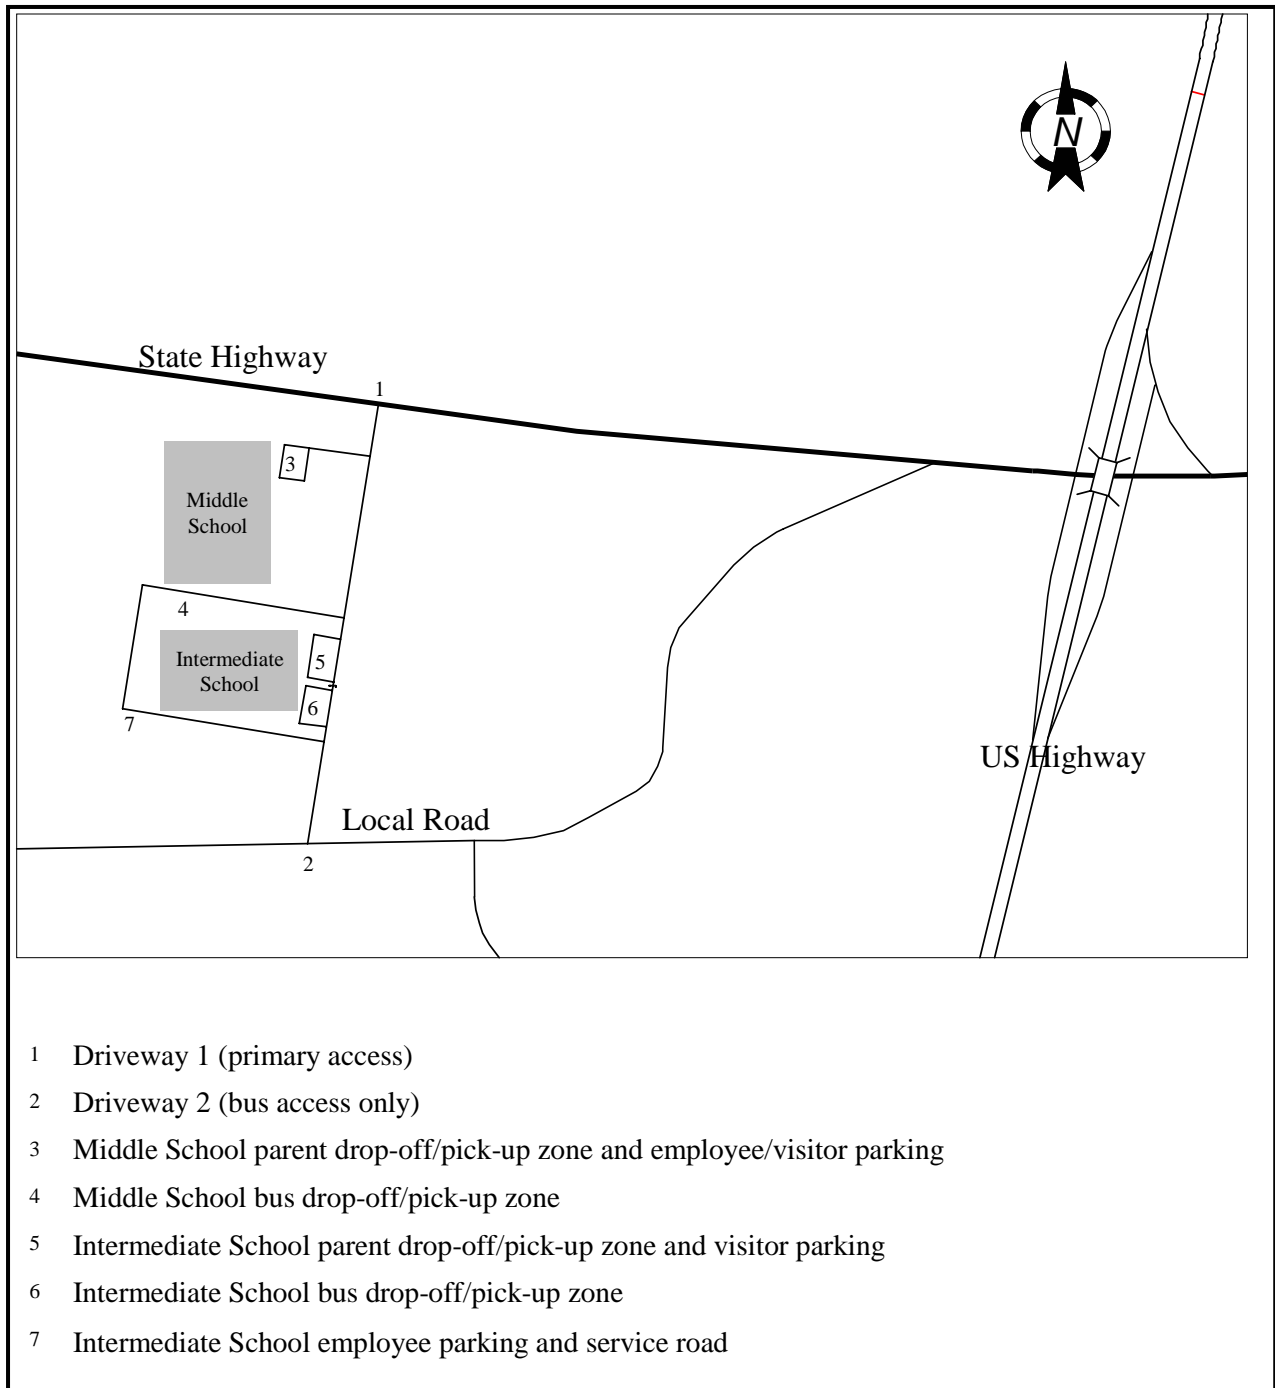 N
State Highway
1
3
Middle
School
4
Intermediate
School
5
6
7
US Highway
Local Road
2
1 Driveway 1 (primary access)
2 Driveway 2 (bus access only)
3 Middle School parent drop-off/pick-up zone and employee/visitor parking
4 Middle School bus drop-off/pick-up zone
5 Intermediate School parent drop-off/pick-up zone and visitor parking
6 Intermediate School bus drop-off/pick-up zone
7 Intermediate School employee parking and service road